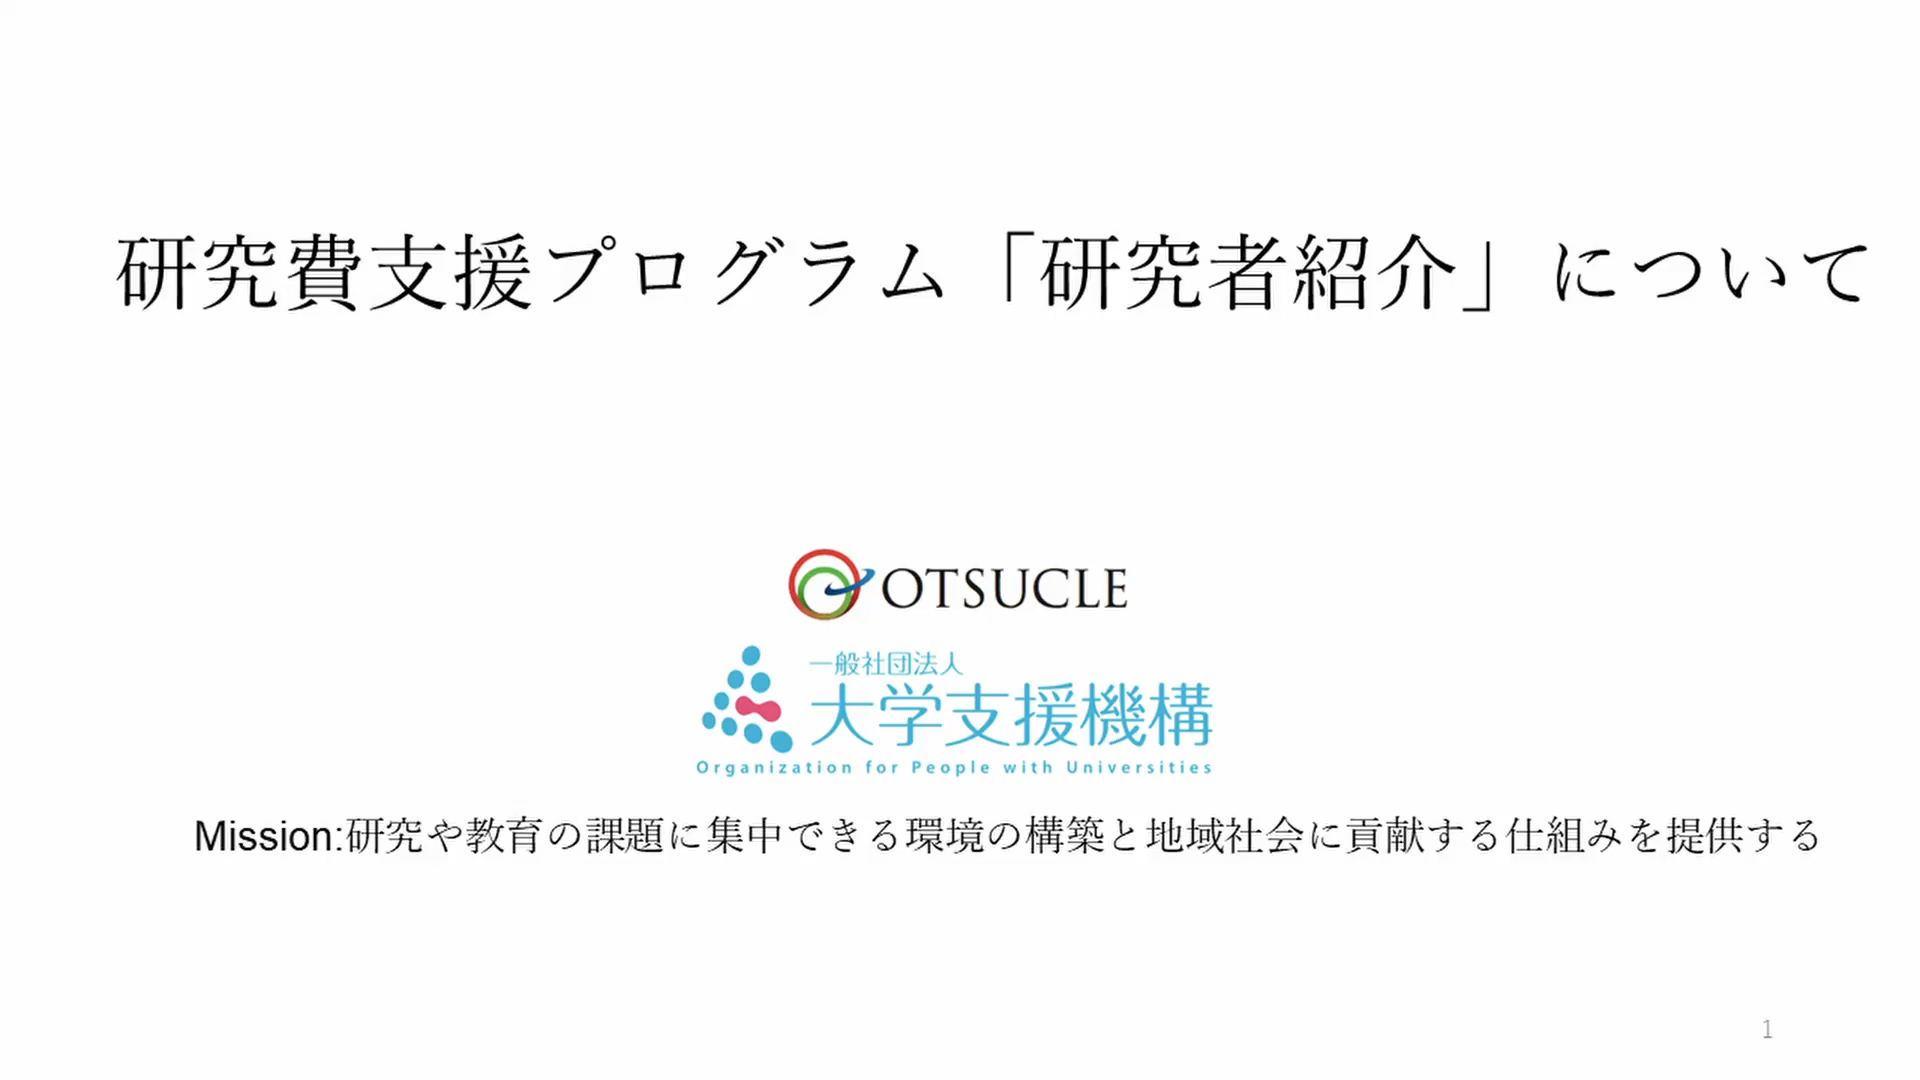 研究費支援プログラム「研究者紹介」について
OTSUCLE
一般社団法人
大学支援機構
Organization for People with Universities
Mission:研究や教育の課題に集中できる環境の構築と地域社会に貢献する仕組みを提供する
1